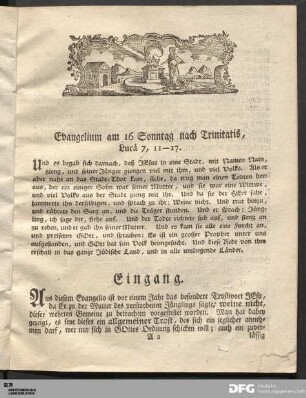 Evangelium am 16 Sonntag nach Trinitatis,
Lucä 7, 11-17.
Und es begab sich darnach, daß JEsus in eine Stadt, mit Namen Nain,
gieng, und seiner Jünger giengen viel mit ihm, und viel Volks. Als er
aber nahe an das Stadt-Thor kam, siehe, da trug man einen Todten her-
aus, der ein einiger Sohn war seiner Mutter, und sie war eine Wittwe,
und viel Volks aus der Stadt gieng mit ihr. Und da sie der HErr sahe,
jammerte ihn derselbigen, und sprach zu ihr: Weine nicht. Und trat hinzu,
und rührete den Sarg an, und die Träger stunden. Und er sprach: Jüng-
ling, ich sage dir, stehe auf. Und der Todte richtete sich auf, und fieng an
zu reden, und er gab ihn seiner Mutter. Und es kam sie alle eine Furcht an,
und preiseten GOtt, und sprachen: Es ist ein grosser Prophet unter uns
aufgestanden, und GOtt hat sein Volk heimgesucht. Und diese Rede von ihm
erschall in das ganze Jüdische Land, und in alle umliegende Länder.
Eingang.
Aus diesem Evangelio ist vor einem Jahr das besondere Trostwort JEsu,
da Er zu der Mutter des verstorbenen Jünglings sagte: weine nicht,
dieser wehrten Gemeine zu betrachten vorgestellet worden. Man hat dabey
gezeigt, es seye dieses ein allgemeiner Trost, des sich ein jeglicher anneh-
men darf, wer nur sich in GOttes Ordnung schicken will; auch ein zuver-
A 2 läßig
DFG